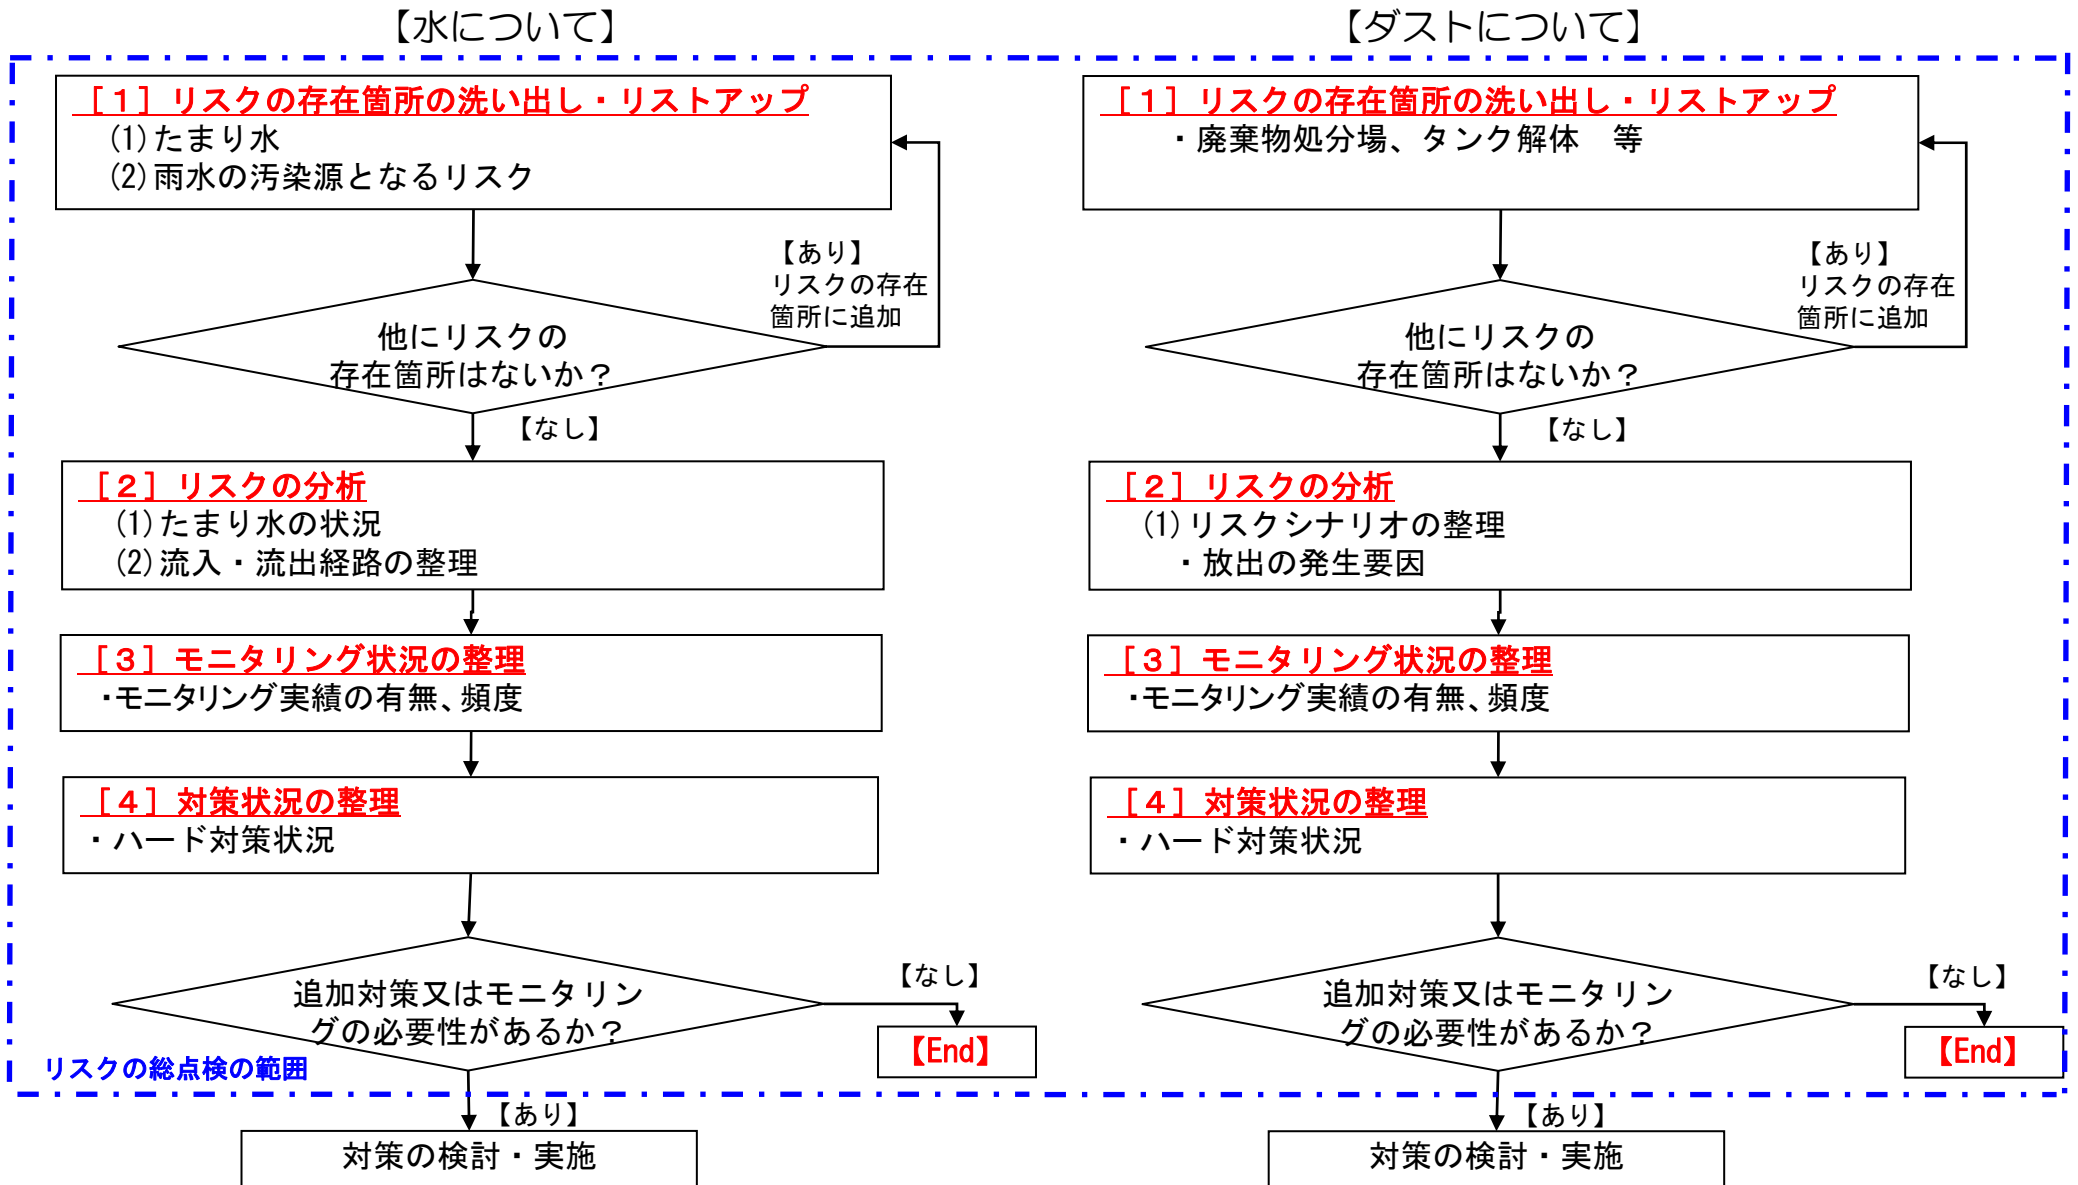 【水について】
［１］リスクの存在箇所の洗い出し・リストアップ
(1)たまり水
(2)雨水の汚染源となるリスク
【あり】
リスクの存在
箇所に追加
他にリスクの
存在箇所はないか？
【なし】
［２］リスクの分析
(1)たまり水の状況
(2)流入・流出経路の整理
［３］モニタリング状況の整理
・モニタリング実績の有無、頻度
［４］対策状況の整理
・ハード対策状況
追加対策又はモニタリン
グの必要性があるか？
【なし】
【End】
リスクの総点検の範囲
【あり】
対策の検討・実施
【ダストについて】
［１］リスクの存在箇所の洗い出し・リストアップ
・廃棄物処分場、タンク解体　等
【あり】
リスクの存在
箇所に追加
他にリスクの
存在箇所はないか？
【なし】
［２］リスクの分析
(1)リスクシナリオの整理
・放出の発生要因
［３］モニタリング状況の整理
・モニタリング実績の有無、頻度
［４］対策状況の整理
・ハード対策状況
追加対策又はモニタリン
グの必要性があるか？
【なし】
【End】
【あり】
対策の検討・実施